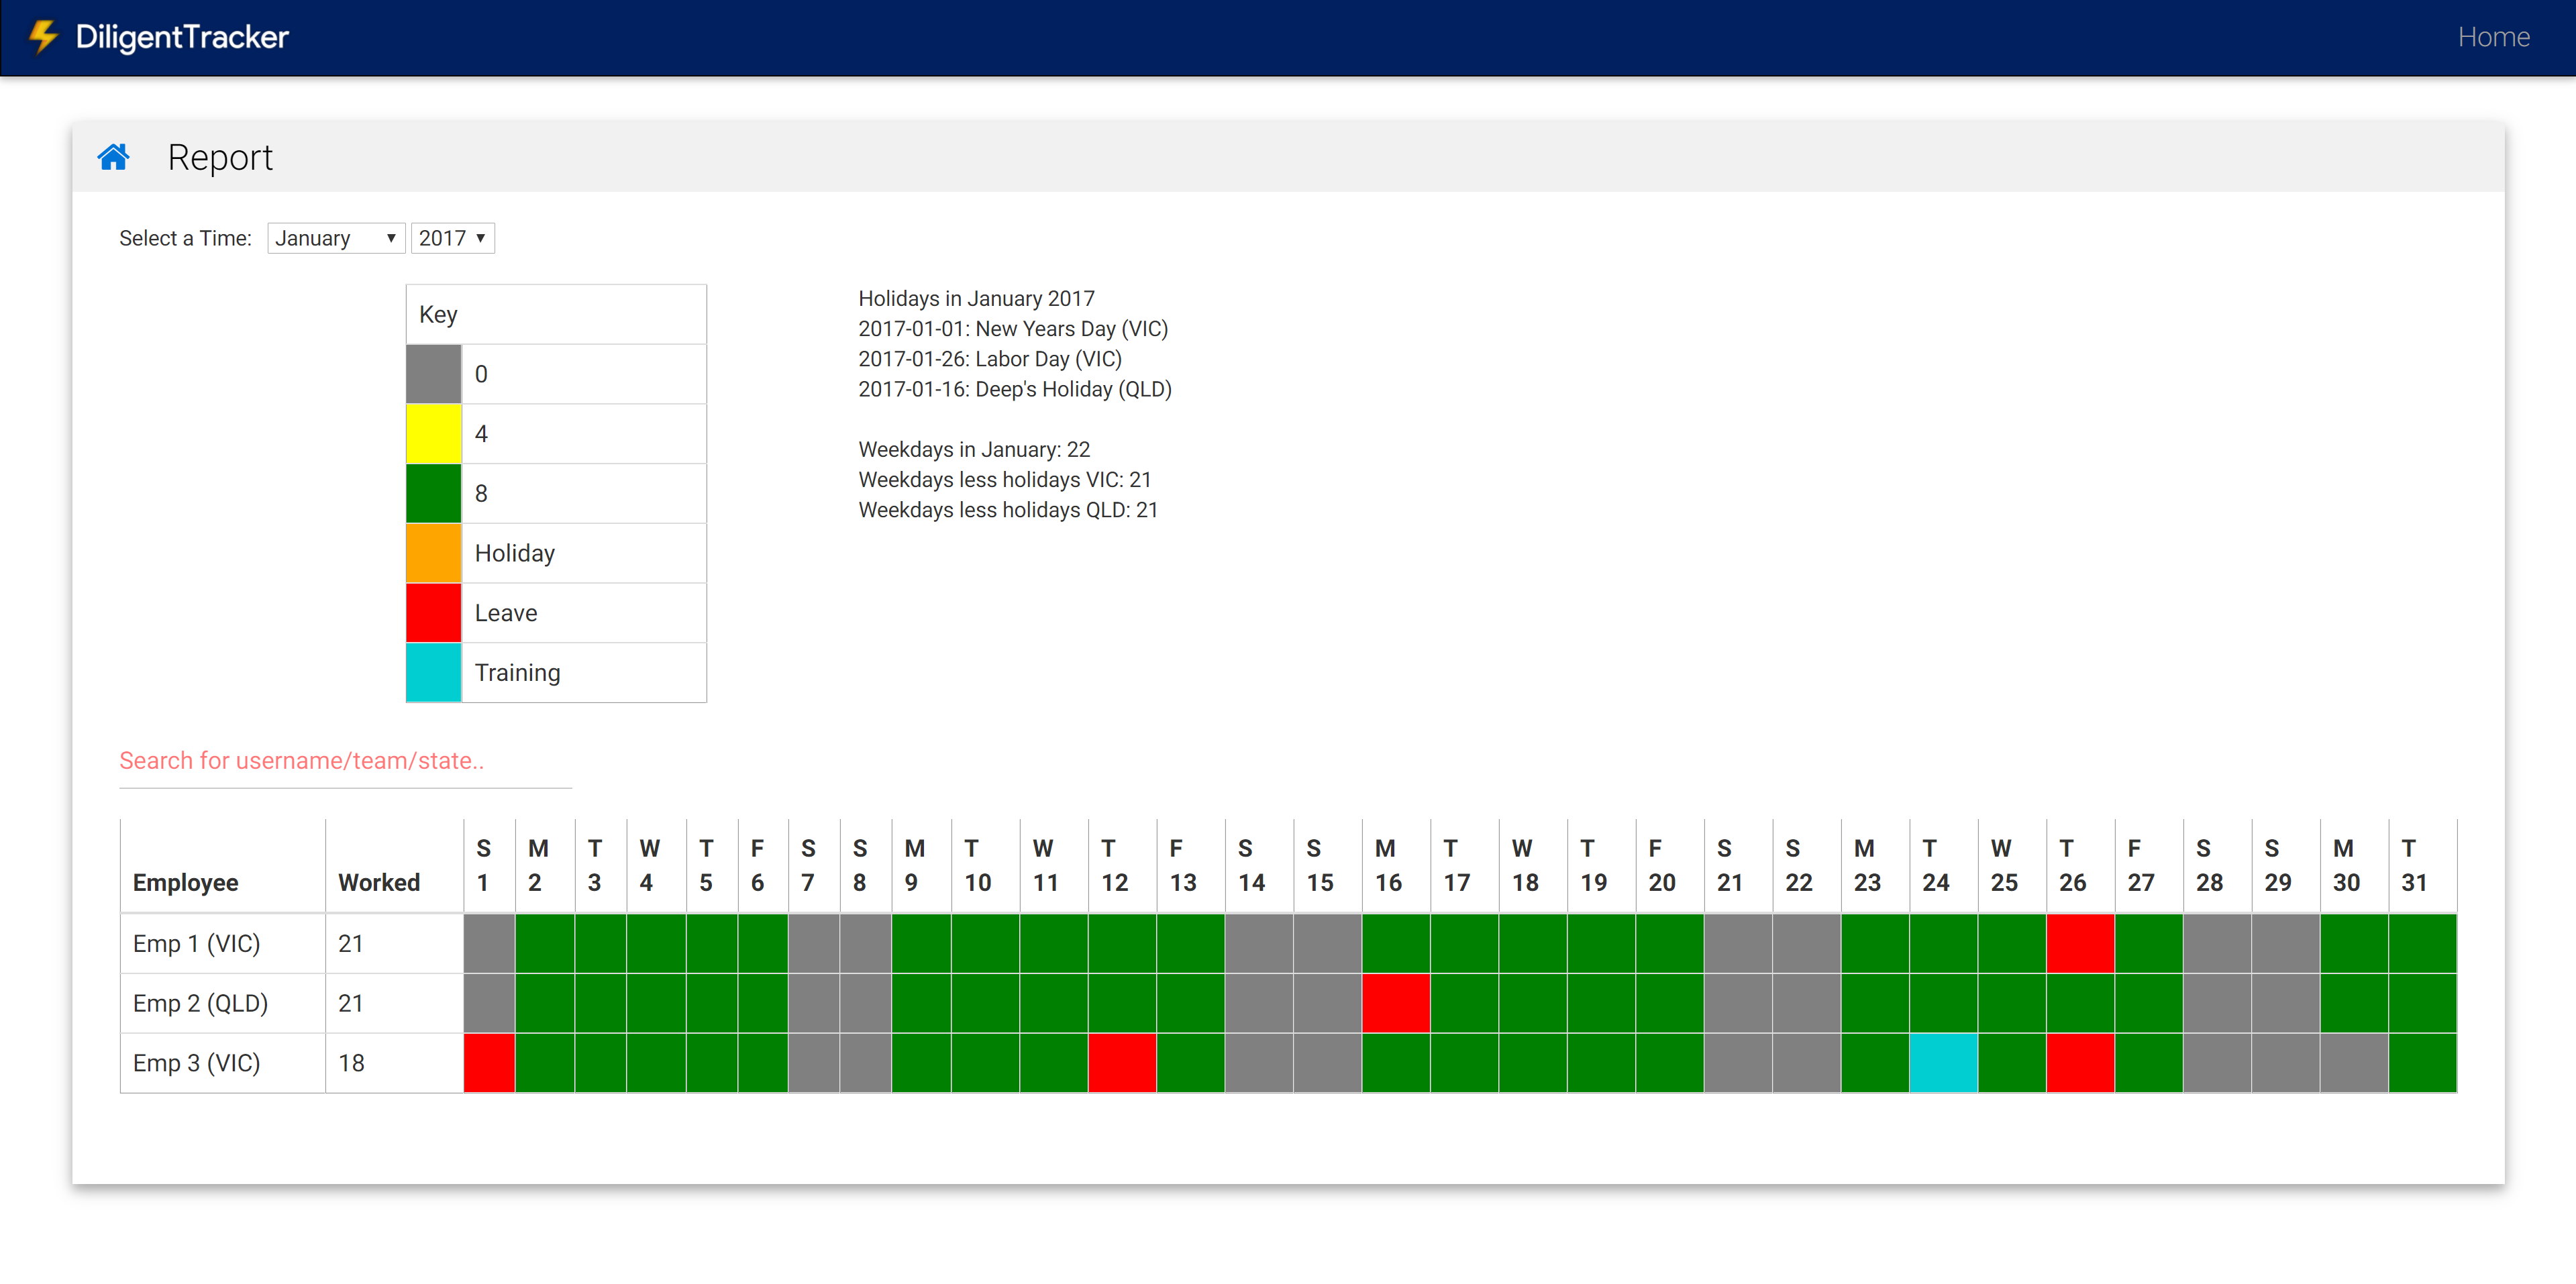 DiligentTracker
Home
Report
Select a Time: January 2017
Key
0
4
8
Holiday
Leave
Training
Holidays in January 2017
2017-01-01: New Years Day (VIC)
2017-01-26: Labor Day (VIC)
2017-01-16: Deep's Holiday (QLD)
Weekdays in January: 22
Weekdays less holidays VIC: 21
Weekdays less holidays QLD: 21
Search for username/team/state..
S M T W T F S S M T W T F S S M T W T F S S M T W T F S S M T
Employee Worked 1 2 3 4 5 6 7 8 9 10 11 12 13 14 15 16 17 18 19 20 21 22 23 24 25 26 27 28 29 30 31
Emp 1 (VIC) 21
Emp 2 (QLD) 21
Emp 3 (VIC) 18